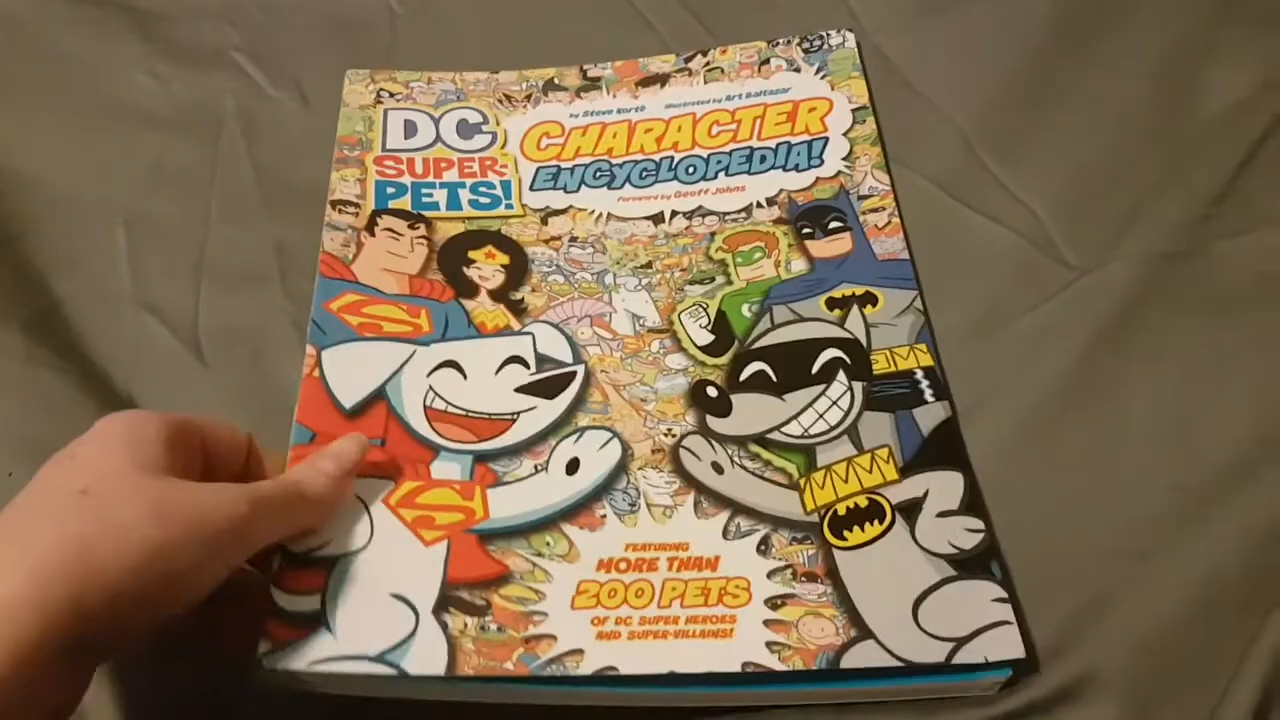 DC
SUPER-
PETS!
by Steve Korté illustrated by Art Baltazar
CHARACTER
ENCYCLOPEDIA!
foreword by Geoff Johns
FEATURING
MORE THAN
200 PETS
OF DC SUPER HEROES
AND SUPER-VILLAINS!